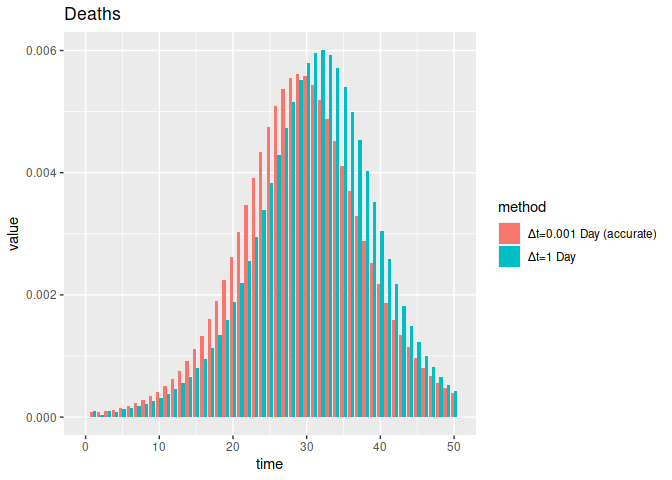 Deaths
0.006
0.004
0.002
0.000
value
0
10
20
30
40
50
time
method
Δt=0.001 Day (accurate)
Δt=1 Day